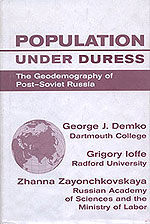 POPULATION
UNDER DURESS
The Geodemography of
Post–Soviet Russia
George J. Demko
Dartmouth College
Grigory Ioffe
Radford University
Zhanna Zayonchkovskaya
Russian Academy
of Sciences and the
Ministry of Labor